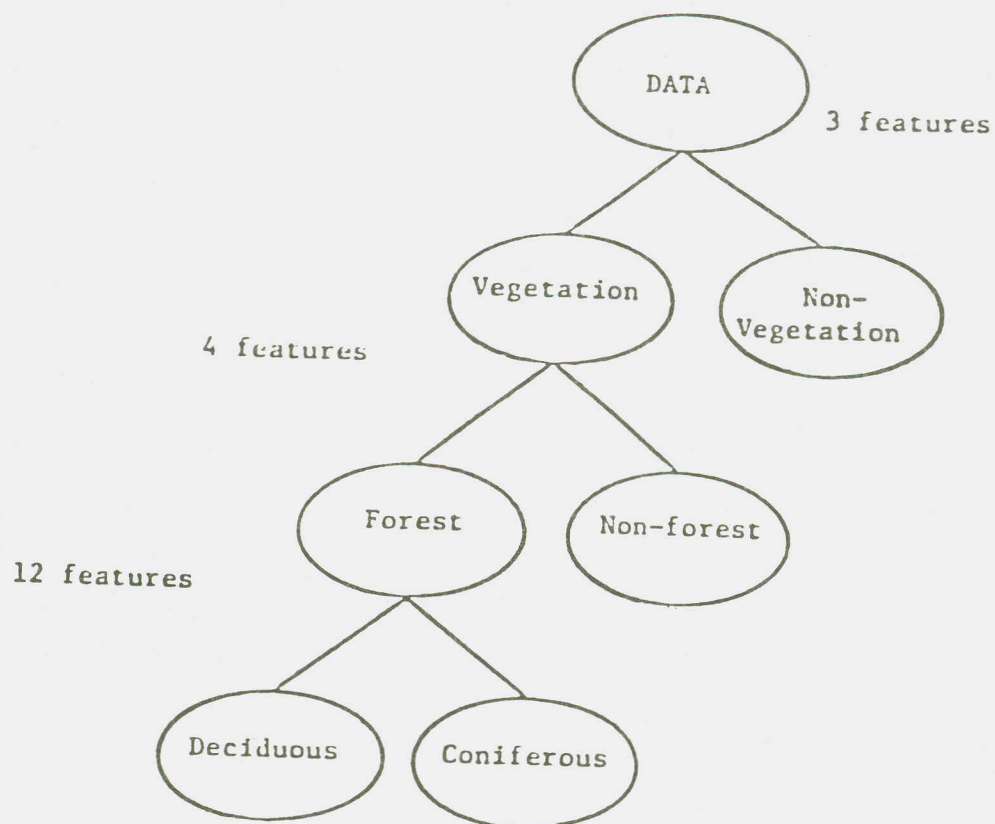 DATA
3 features
Vegetation
Non-
Vegetation
4 features
Forest
Non-forest
12 features
Deciduous
Coniferous